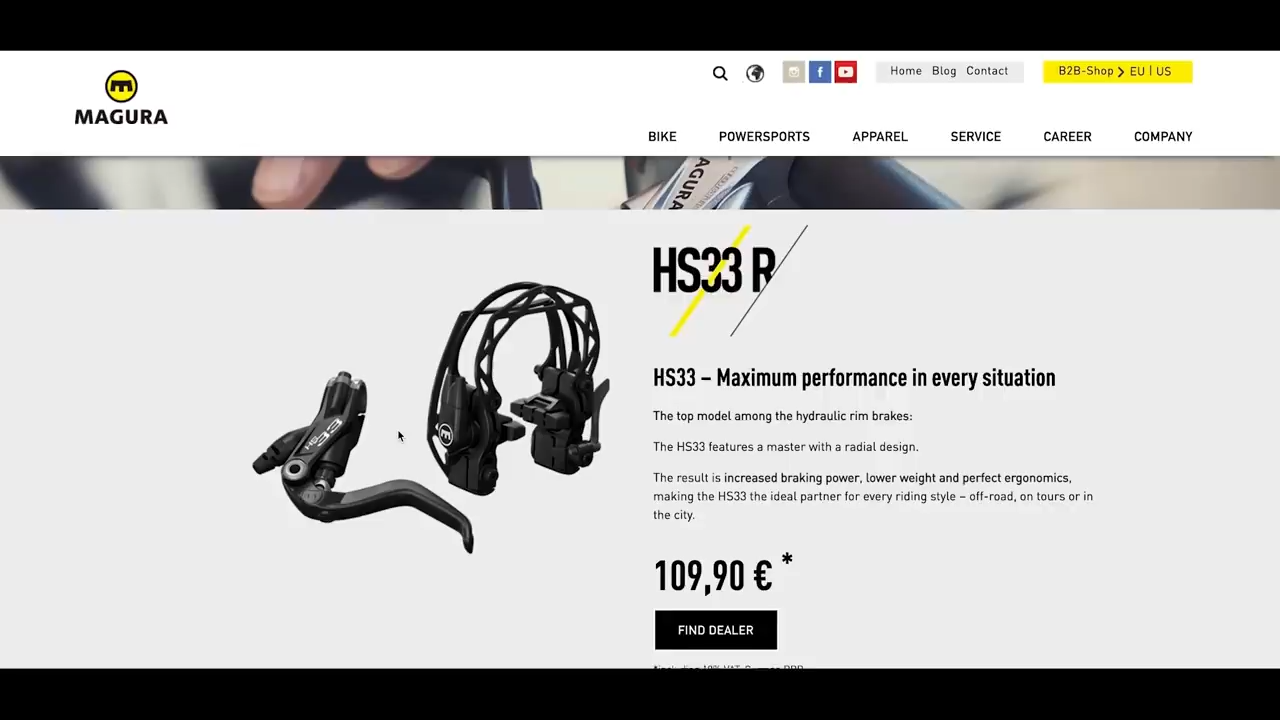 Home Blog Contact
B2B-Shop EU | US
MAGURA
BIKE POWERSPORTS APPAREL SERVICE CAREER COMPANY
AGURA
HS33 R
HS33 – Maximum performance in every situation
The top model among the hydraulic rim brakes:
The HS33 features a master with a radial design.
The result is increased braking power, lower weight and perfect ergonomics,
making the HS33 the ideal partner for every riding style – off-road, on tours or in
the city.
109,90 € *
FIND DEALER